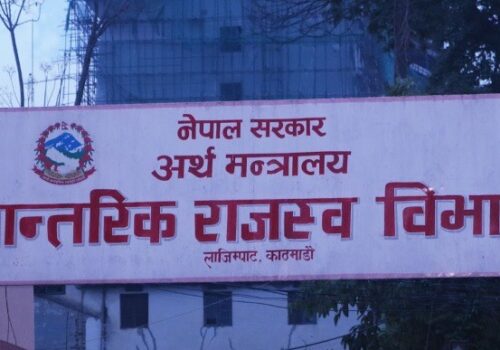 नेपाल सरकार
अर्थ मन्त्रालय
ान्तरिक राजस्व विभा
लाजिम्पाट, काठमाडौं